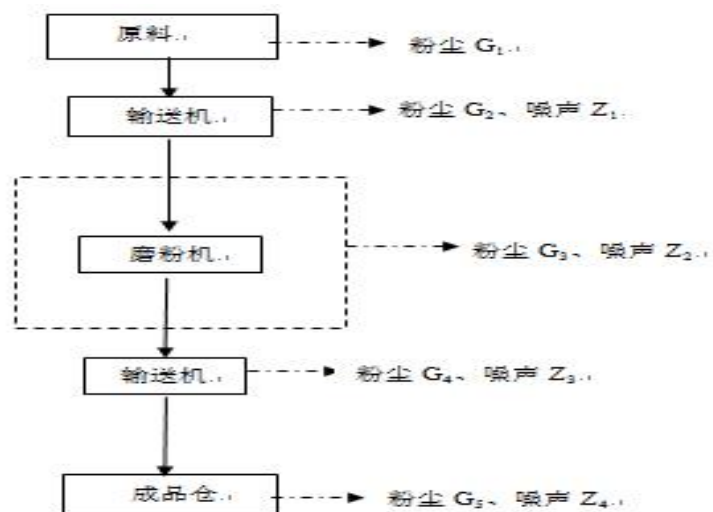 原料
粉尘 G₁
输送机
粉尘 G₂、噪声 Z₁
磨粉机
粉尘 G₃、噪声 Z₂
输送机
粉尘 G₄、噪声 Z₃
成品仓
粉尘 G₅、噪声 Z₄